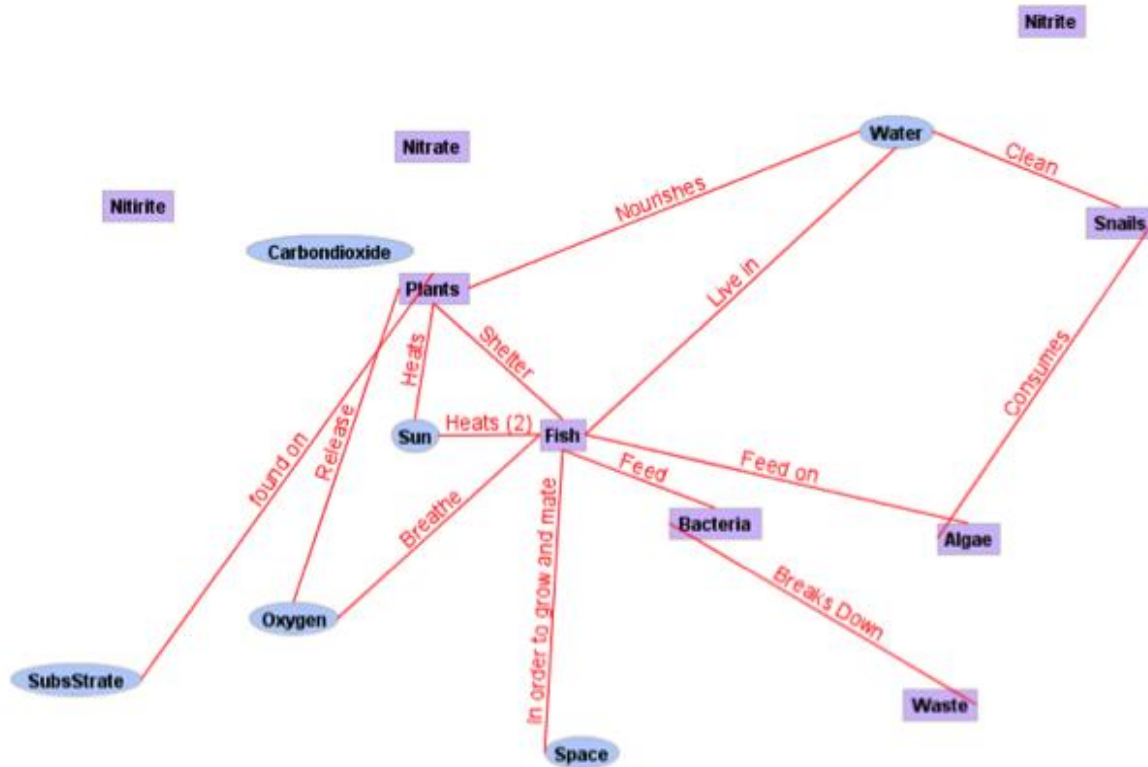 Nitrite
Water
Nitrate
Clean
Nourishes
Nitirite
Snails
Carbondioxide
Plants
Live in
Shelter
Heats
Consumes
Heats (2)
Sun
Fish
Release
found on
Feed
Feed on
Breathe
Bacteria
Algae
in order to grow and mate
Breaks Down
Oxygen
SubsStrate
Waste
Space